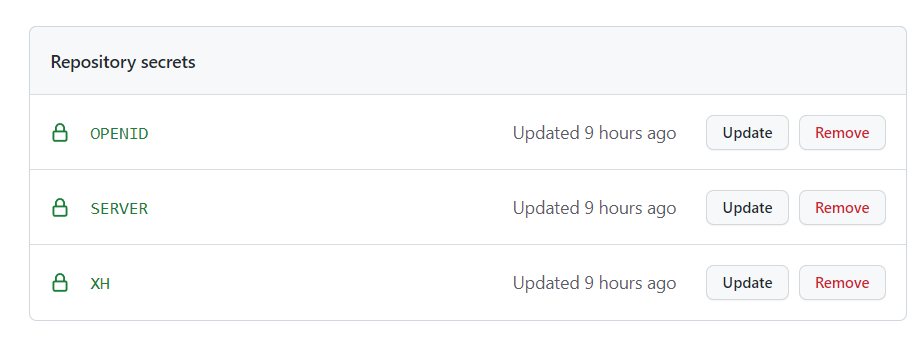 Repository secrets
OPENID Updated 9 hours ago Update Remove
SERVER Updated 9 hours ago Update Remove
XH Updated 9 hours ago Update Remove